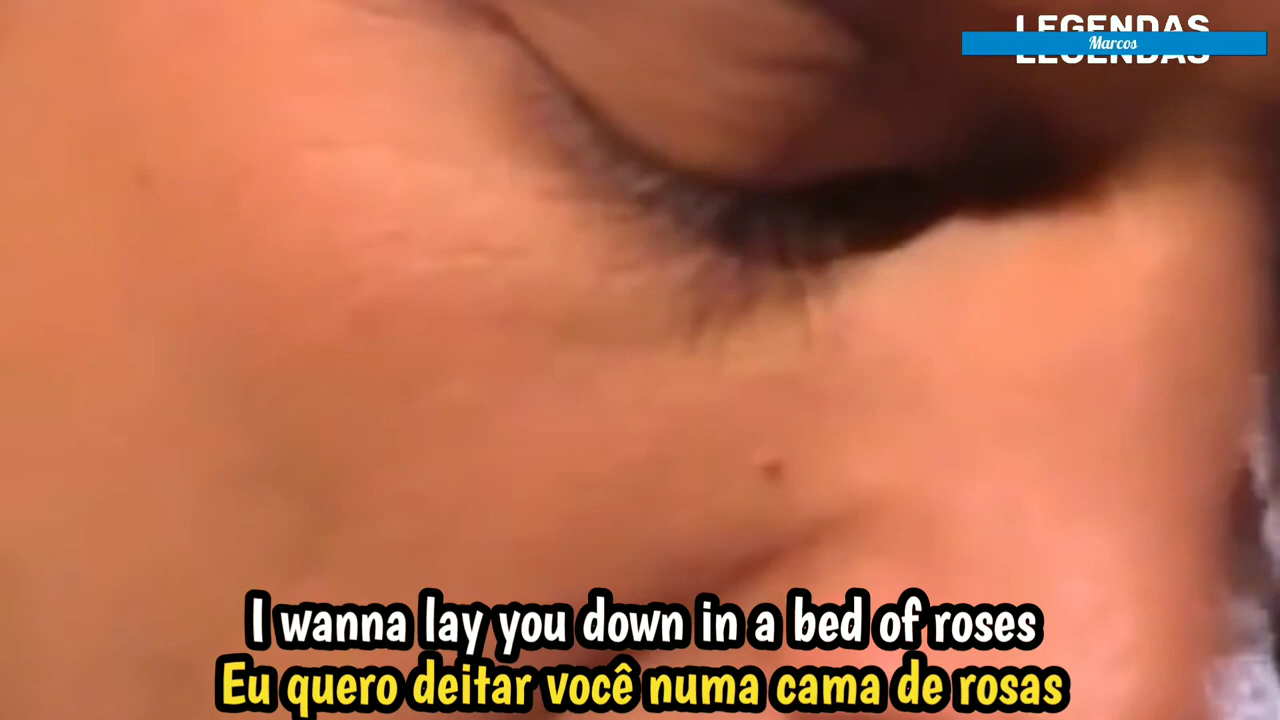 LEGENDAS
Marcos
LEGENDAS
I wanna lay you down in a bed of roses
Eu quero deitar você numa cama de rosas